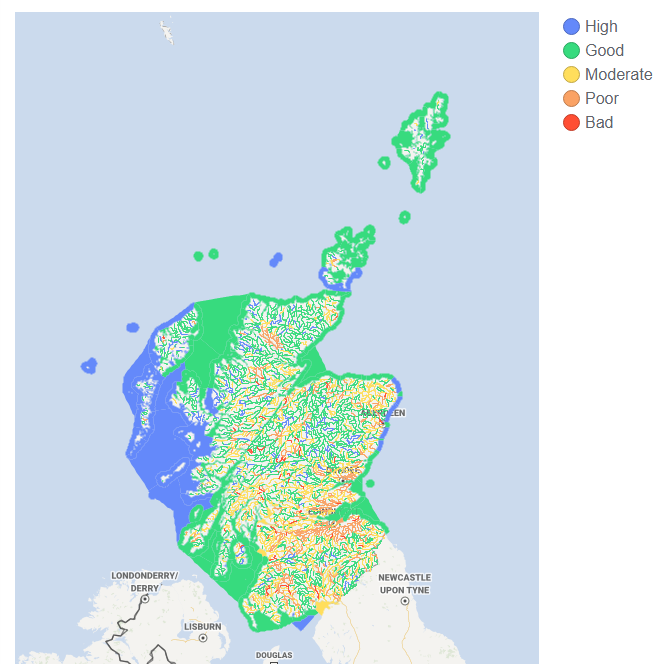 High
Good
Moderate
Poor
Bad
LONDONDERRY/
DERRY
NEWCASTLE
UPON TYNE
LISBURN
DOUGLAS